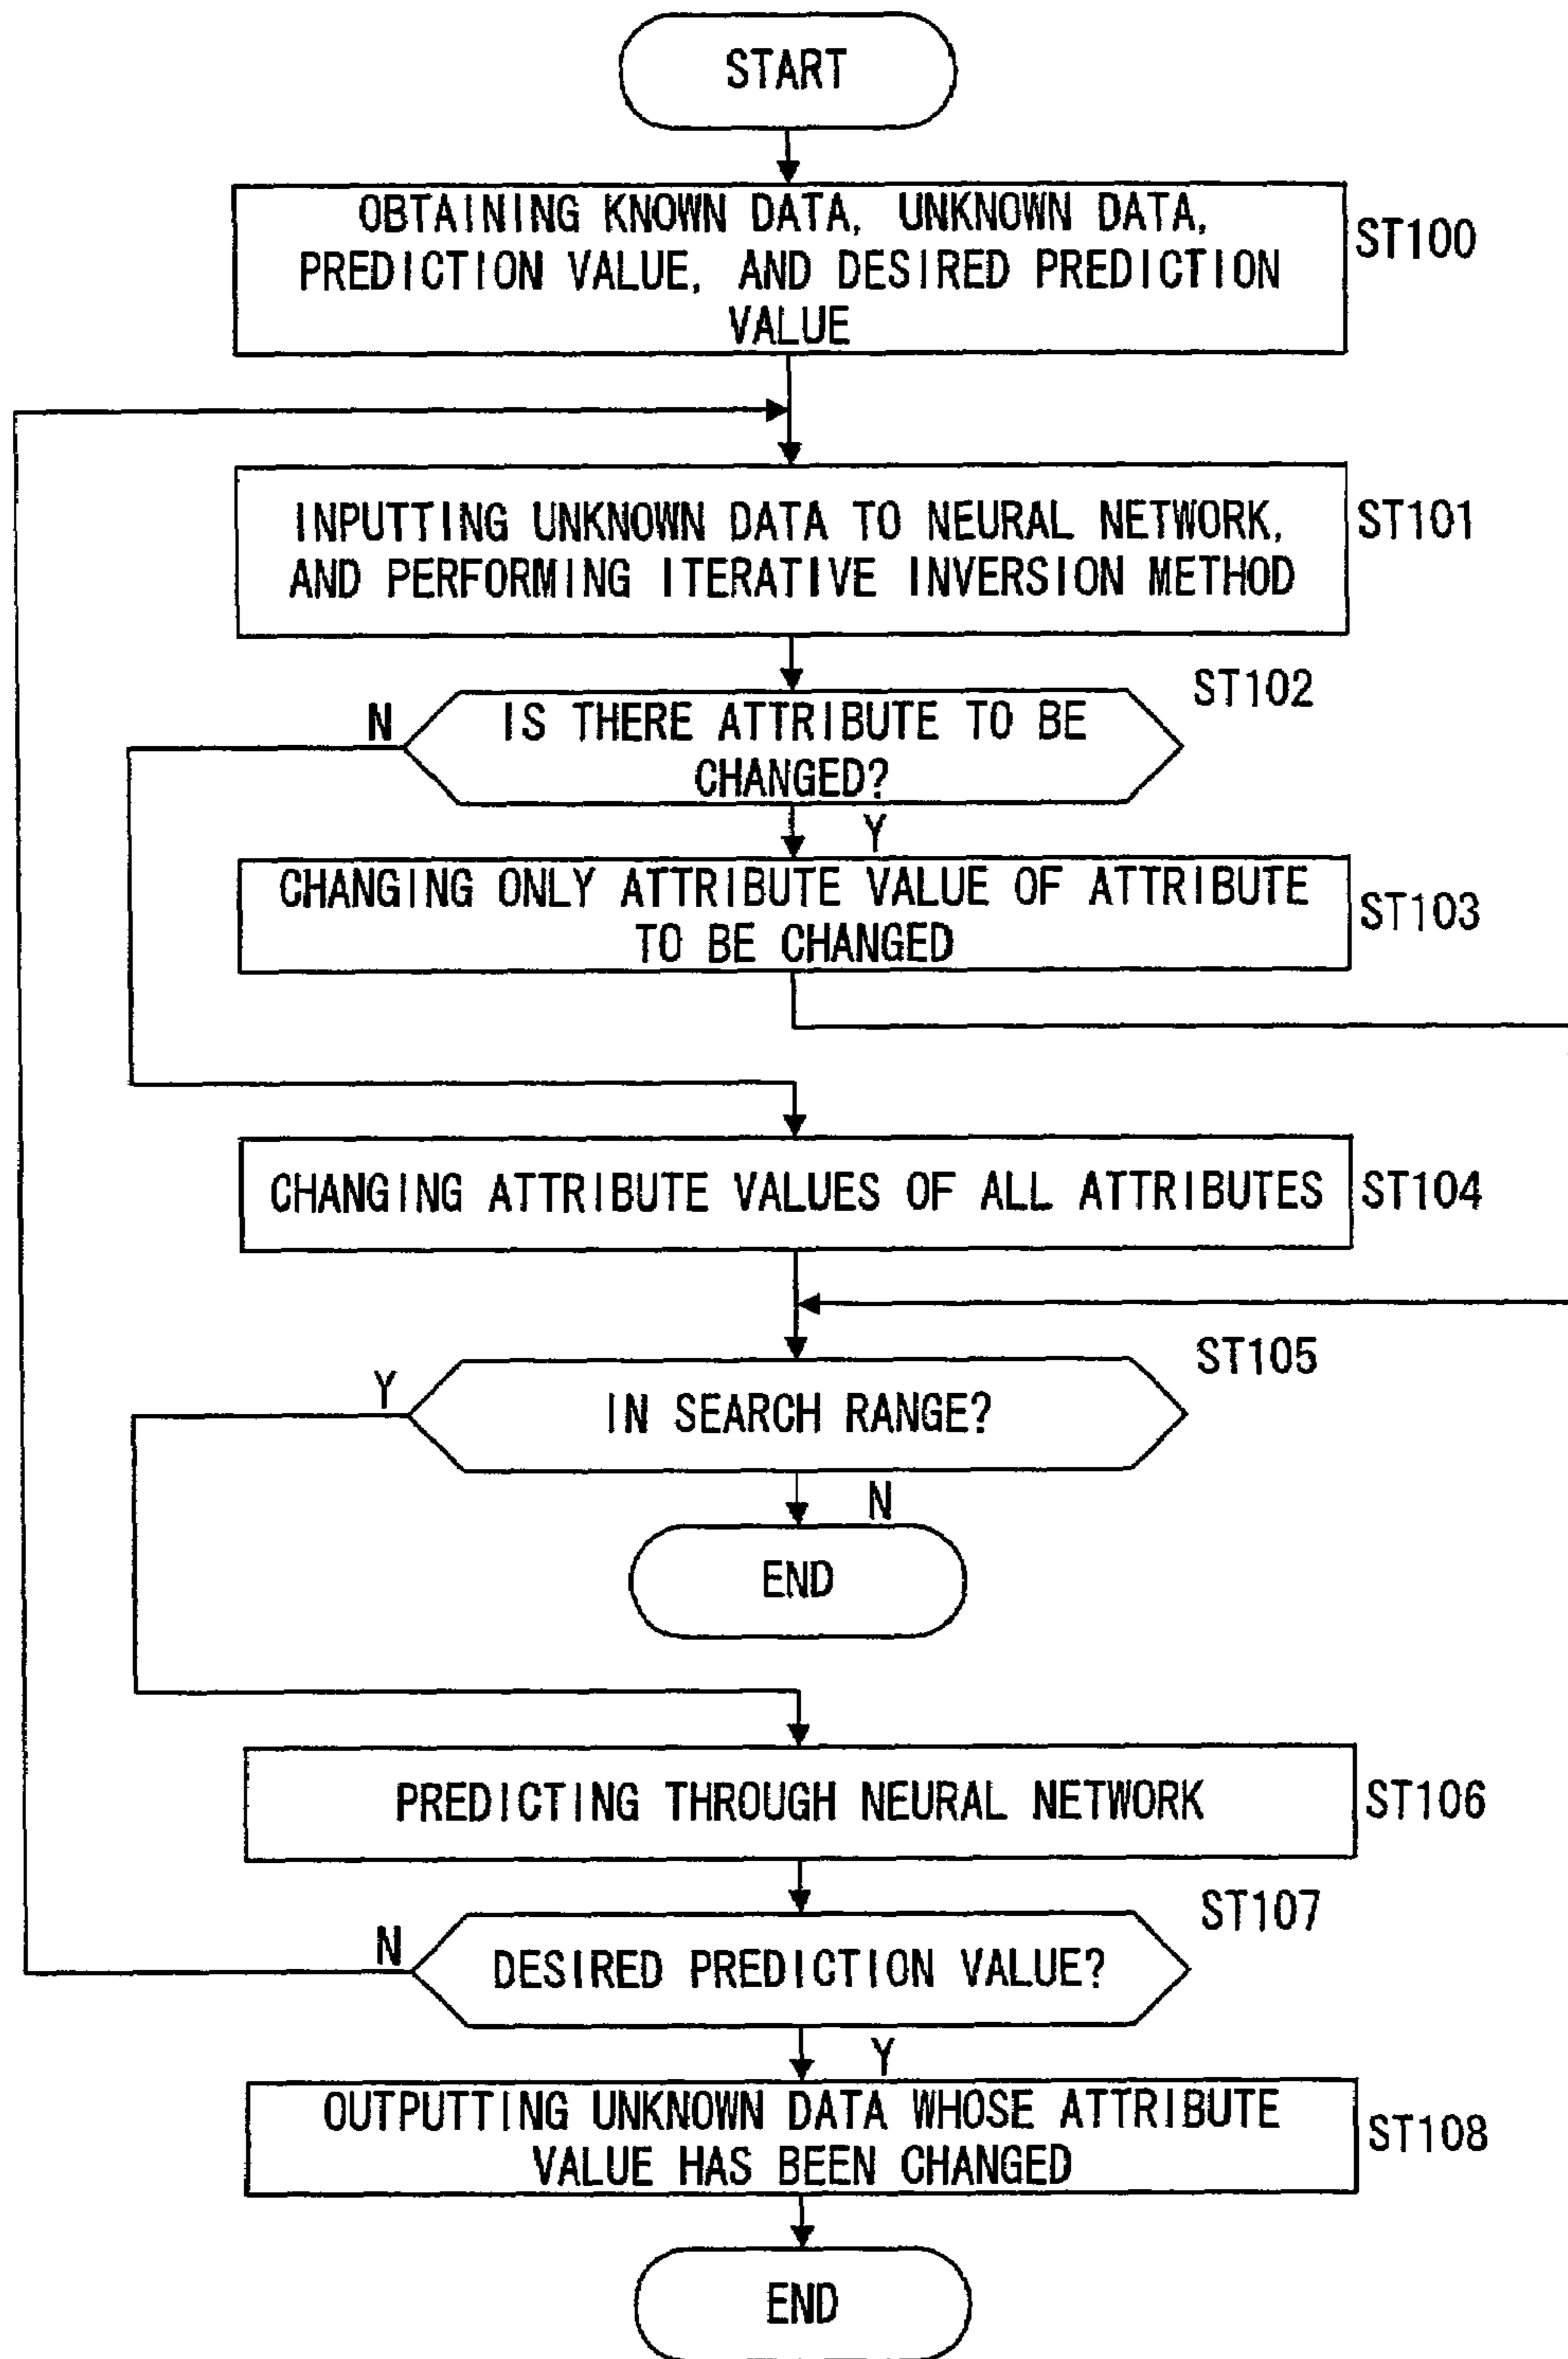 START
OBTAINING KNOWN DATA, UNKNOWN DATA,
PREDICTION VALUE, AND DESIRED PREDICTION
VALUE
ST100
INPUTTING UNKNOWN DATA TO NEURAL NETWORK,
AND PERFORMING ITERATIVE INVERSION METHOD
ST101
ST102
N
IS THERE ATTRIBUTE TO BE
CHANGED?
Y
CHANGING ONLY ATTRIBUTE VALUE OF ATTRIBUTE
TO BE CHANGED
ST103
CHANGING ATTRIBUTE VALUES OF ALL ATTRIBUTES
ST104
ST105
Y
IN SEARCH RANGE?
N
END
PREDICTING THROUGH NEURAL NETWORK
ST106
ST107
N
DESIRED PREDICTION VALUE?
Y
OUTPUTTING UNKNOWN DATA WHOSE ATTRIBUTE
VALUE HAS BEEN CHANGED
ST108
END